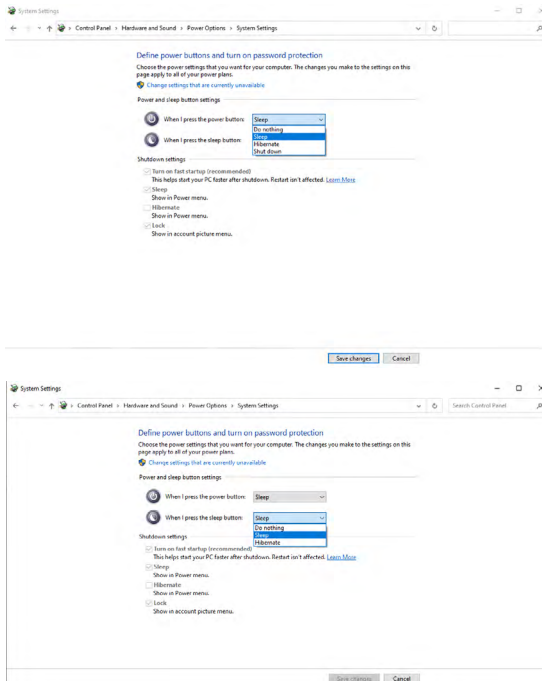 System Settings
Control Panel > Hardware and Sound > Power Options > System Settings
Define power buttons and turn on password protection
Choose the power settings that you want for your computer. The changes you make to the settings on this
page apply to all of your power plans.
Change settings that are currently unavailable
Power and sleep button settings
When I press the power button: Sleep
Do nothing
Sleep
Hibernate
Shut down
When I press the sleep button:
Shutdown settings
Turn on fast startup (recommended)
This helps start your PC faster after shutdown. Restart isn't affected. Learn More
Sleep
Show in Power menu.
Hibernate
Show in Power menu.
Lock
Show in account picture menu.
Save changes Cancel
System Settings
Control Panel > Hardware and Sound > Power Options > System Settings Search Control Panel
Define power buttons and turn on password protection
Choose the power settings that you want for your computer. The changes you make to the settings on this
page apply to all of your power plans.
Change settings that are currently unavailable
Power and sleep button settings
When I press the power button: Sleep
When I press the sleep button: Sleep
Do nothing
Sleep
Hibernate
Shutdown settings
Turn on fast startup (recommended)
This helps start your PC faster after shutdown. Restart isn't affected. Learn More
Sleep
Show in Power menu.
Hibernate
Show in Power menu.
Lock
Show in account picture menu.
Save changes Cancel